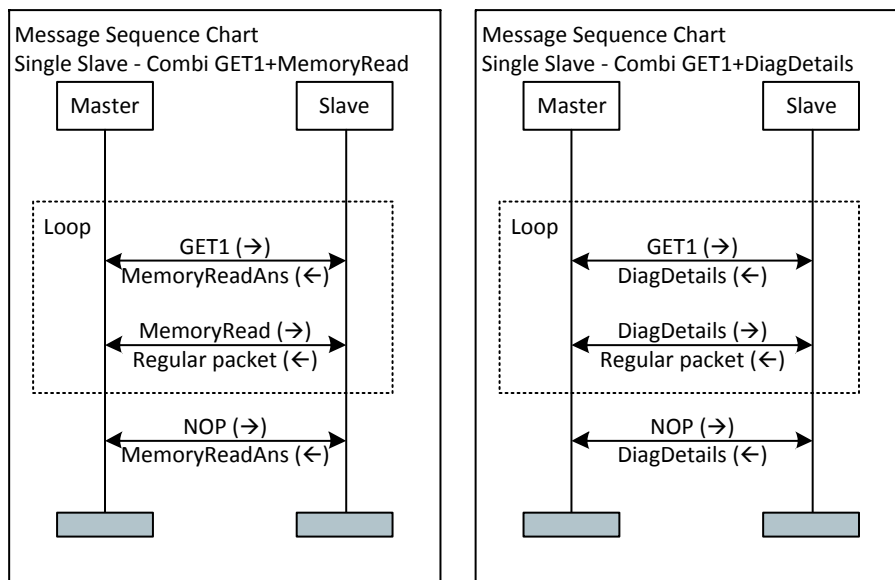 Message Sequence Chart
Single Slave - Combi GET1+MemoryRead
Master
Slave
Loop
GET1 (→)
MemoryReadAns (←)
MemoryRead (→)
Regular packet (←)
NOP (→)
MemoryReadAns (←)
Message Sequence Chart
Single Slave - Combi GET1+DiagDetails
Master
Slave
Loop
GET1 (→)
DiagDetails (←)
DiagDetails (→)
Regular packet (←)
NOP (→)
DiagDetails (←)